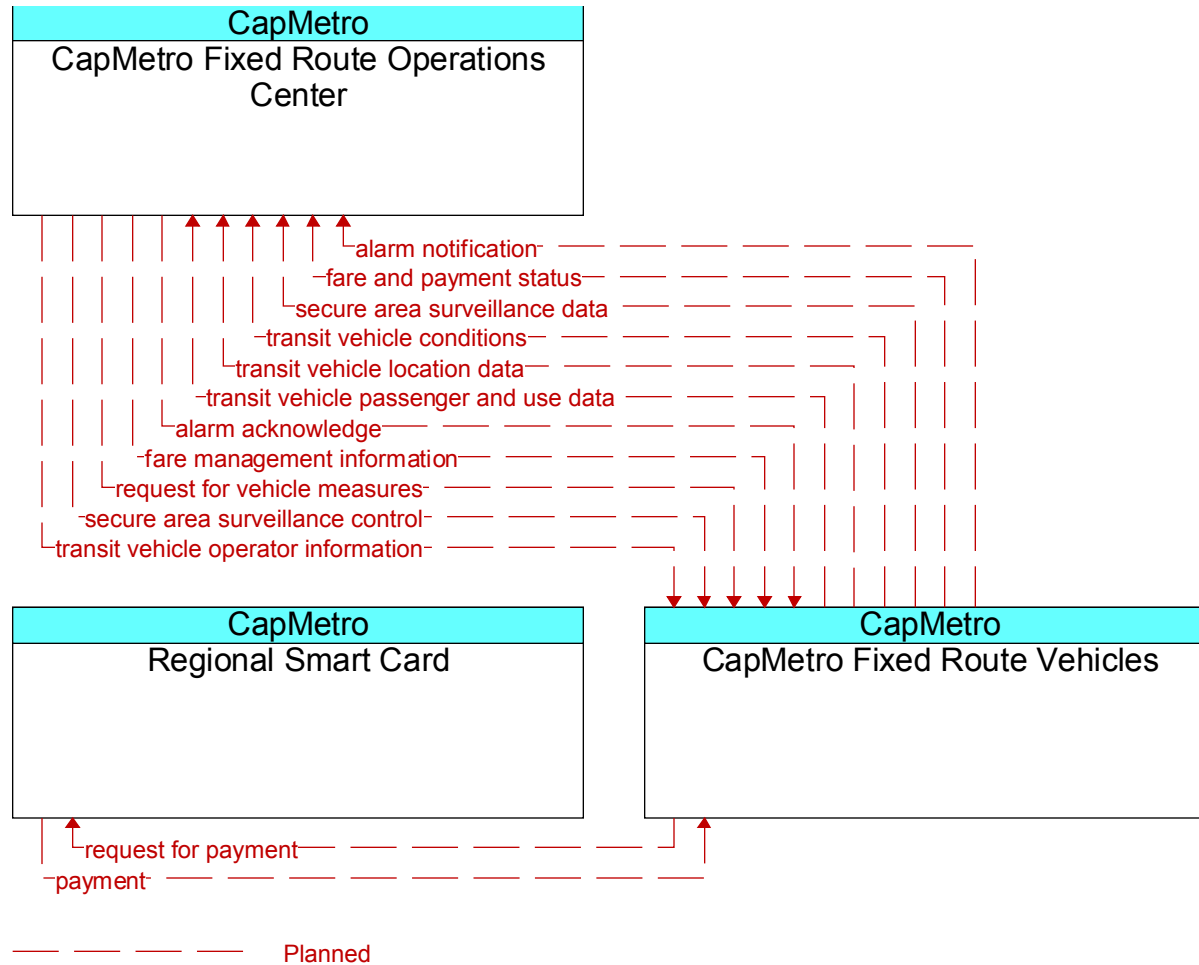 CapMetro
CapMetro Fixed Route Operations
Center
alarm notification
fare and payment status
secure area surveillance data
transit vehicle conditions
transit vehicle location data
transit vehicle passenger and use data
alarm acknowledge
fare management information
request for vehicle measures
secure area surveillance control
transit vehicle operator information
CapMetro
Regional Smart Card
CapMetro
CapMetro Fixed Route Vehicles
request for payment
payment
Planned